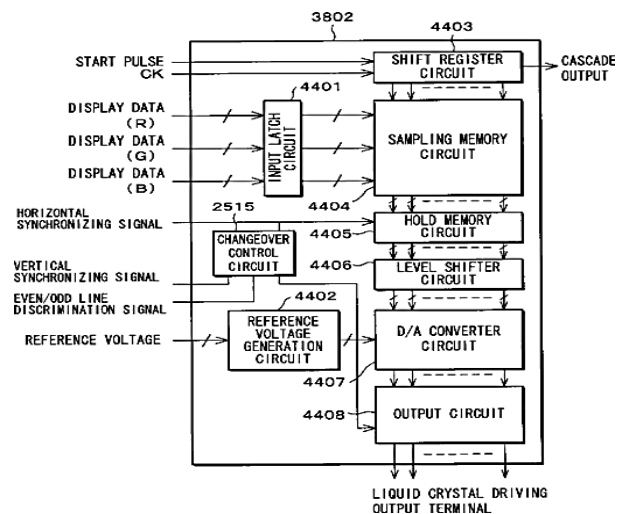 3802
4403
START PULSE
CK
SHIFT REGISTER
CIRCUIT
CASCADE
OUTPUT
4401
DISPLAY DATA
(R)
DISPLAY DATA
(G)
DISPLAY DATA
(B)
INPUT LATCH
CIRCUIT
SAMPLING MEMORY
CIRCUIT
4404
HORIZONTAL
SYNCHRONIZING SIGNAL
2515
HOLD MEMORY
CIRCUIT
4405
CHANGEOVER
CONTROL
CIRCUIT
4406
LEVEL SHIFTER
CIRCUIT
VERTICAL
SYNCHRONIZING SIGNAL
EVEN/ODD LINE
DISCRIMINATION SIGNAL
4402
REFERENCE VOLTAGE
REFERENCE
VOLTAGE
GENERATION
CIRCUIT
D/A CONVERTER
CIRCUIT
4407
4408
OUTPUT CIRCUIT
LIQUID CRYSTAL DRIVING
OUTPUT TERMINAL